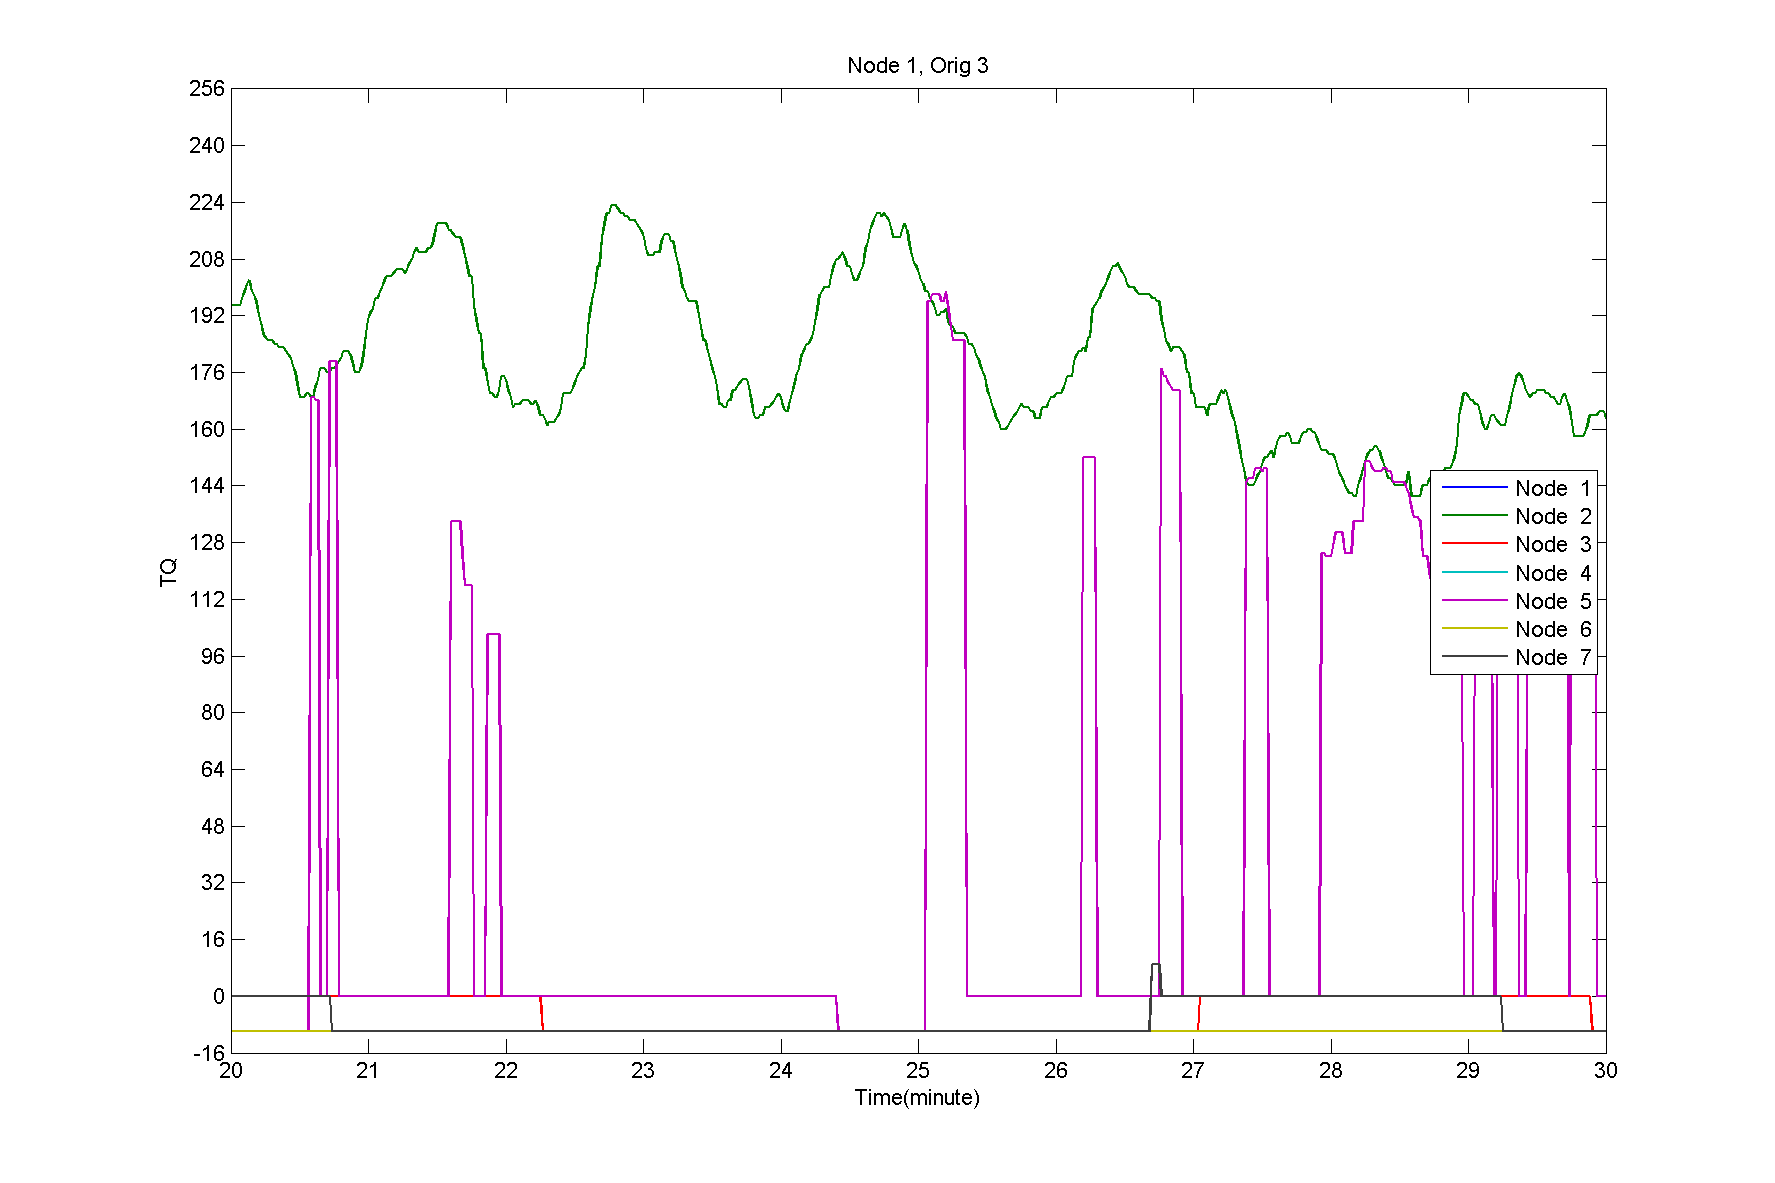 Node 1, Orig 3
256
240
224
208
192
176
160
144
128
112
96
80
64
48
32
16
0
-16
TQ
Node 1
Node 2
Node 3
Node 4
Node 5
Node 6
Node 7
20 21 22 23 24 25 26 27 28 29 30
Time(minute)